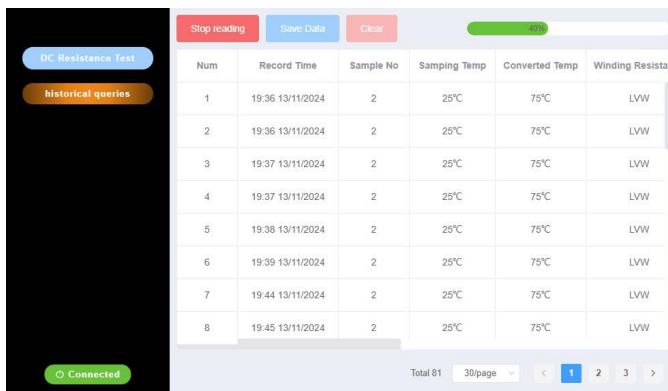 Stop reading Save Data Clear 40%
DC Resistance Test
historical queries
Num Record Time Sample No Samping Temp Converted Temp Winding Resista
1 19:36 13/11/2024 2 25℃ 75℃ LVW
2 19:36 13/11/2024 2 25℃ 75℃ LVW
3 19:37 13/11/2024 2 25℃ 75℃ LVW
4 19:37 13/11/2024 2 25℃ 75℃ LVW
5 19:38 13/11/2024 2 25℃ 75℃ LVW
6 19:39 13/11/2024 2 25℃ 75℃ LVW
7 19:44 13/11/2024 2 25℃ 75℃ LVW
8 19:45 13/11/2024 2 25℃ 75℃ LVW
Connected
Total 81 30/page < 1 2 3 >